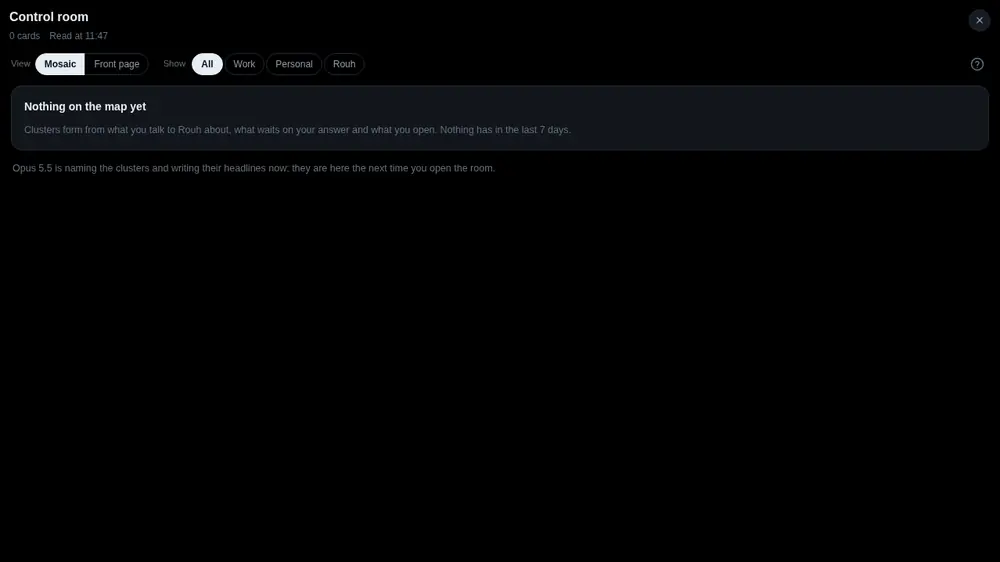 Control room
0 cards Read at 11:47
View Mosaic Front page Show All Work Personal Rouh
Nothing on the map yet
Clusters form from what you talk to Rouh about, what waits on your answer and what you open. Nothing has in the last 7 days.
Opus 5.5 is naming the clusters and writing their headlines now: they are here the next time you open the room.